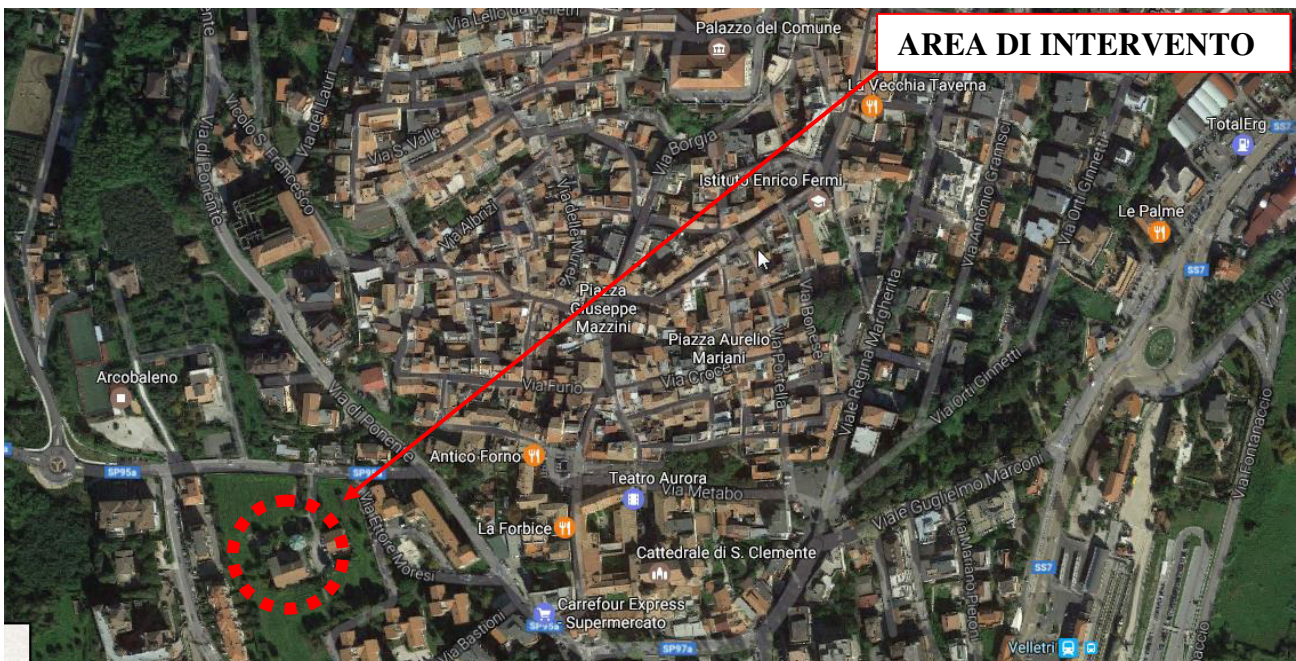 Via Lello da Velletri
Palazzo del Comune
AREA DI INTERVENTO
La Vecchia Taverna
TotalErg
SS7
Via dei Lauri
Vicolo S. Francesco
Via di Ponente
Via S. Valle
Via Borgia
Istituto Enrico Fermi
Via Antonio Gramsci
Via Orti Ginnetti
Le Palme
SS7
Via Albrizi
Via delle Mura
Piazza
Giuseppe
Mazzini
Via Bonese
Viale Regina Margherita
Piazza Aurelio
Mariani
Via Croce
Via Portella
Via Furio
Arcobaleno
Via di Ponente
Via Orti Ginnetti
Via Fontanaccio
Antico Forno
SP95a
Teatro Aurora
Via Metabo
Viale Guglielmo Marconi
Via Ettore Moresi
La Forbice
Via Mariano Pieroni
Cattedrale di S. Clemente
SS7
Carrefour Express
- Supermercato
SP95a
Via Bastioni
SP97a
Velletri